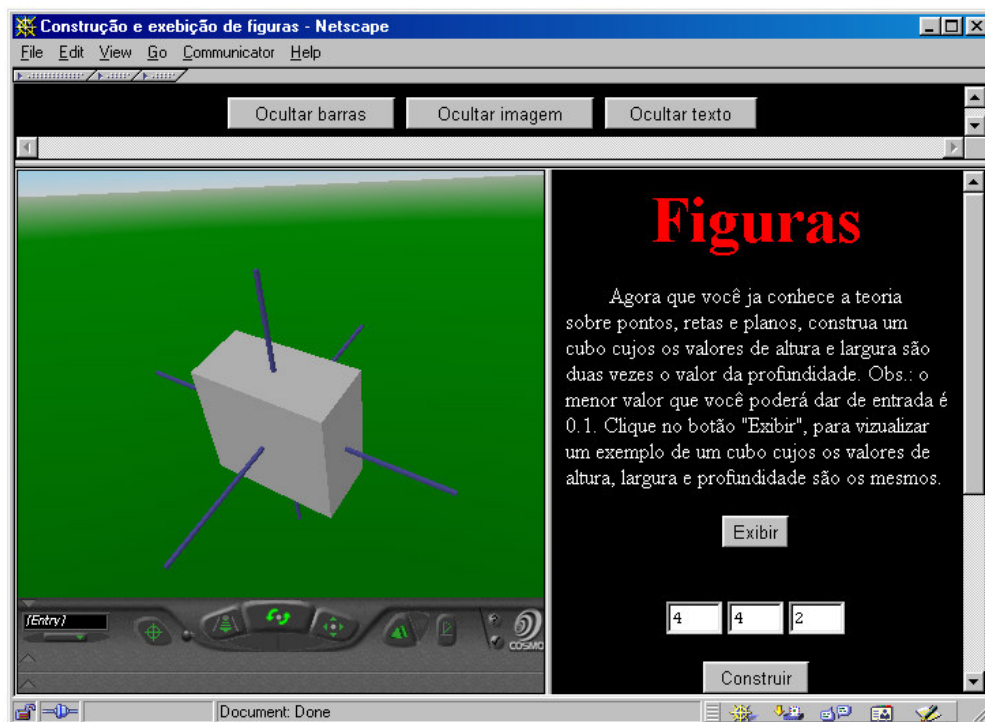 Construção e exebição de figuras - Netscape
File Edit View Go Communicator Help
Ocultar barras Ocultar imagem Ocultar texto
Figuras
Agora que você ja conhece a teoria
sobre pontos, retas e planos, construa um
cubo cujos os valores de altura e largura são
duas vezes o valor da profundidade. Obs.: o
menor valor que você poderá dar de entrada é
0.1. Clique no botão "Exibir", para vizualizar
um exemplo de um cubo cujos os valores de
altura, largura e profundidade são os mesmos.
Exibir
4 4 2
Construir
[Entry]
COSMO
Document: Done